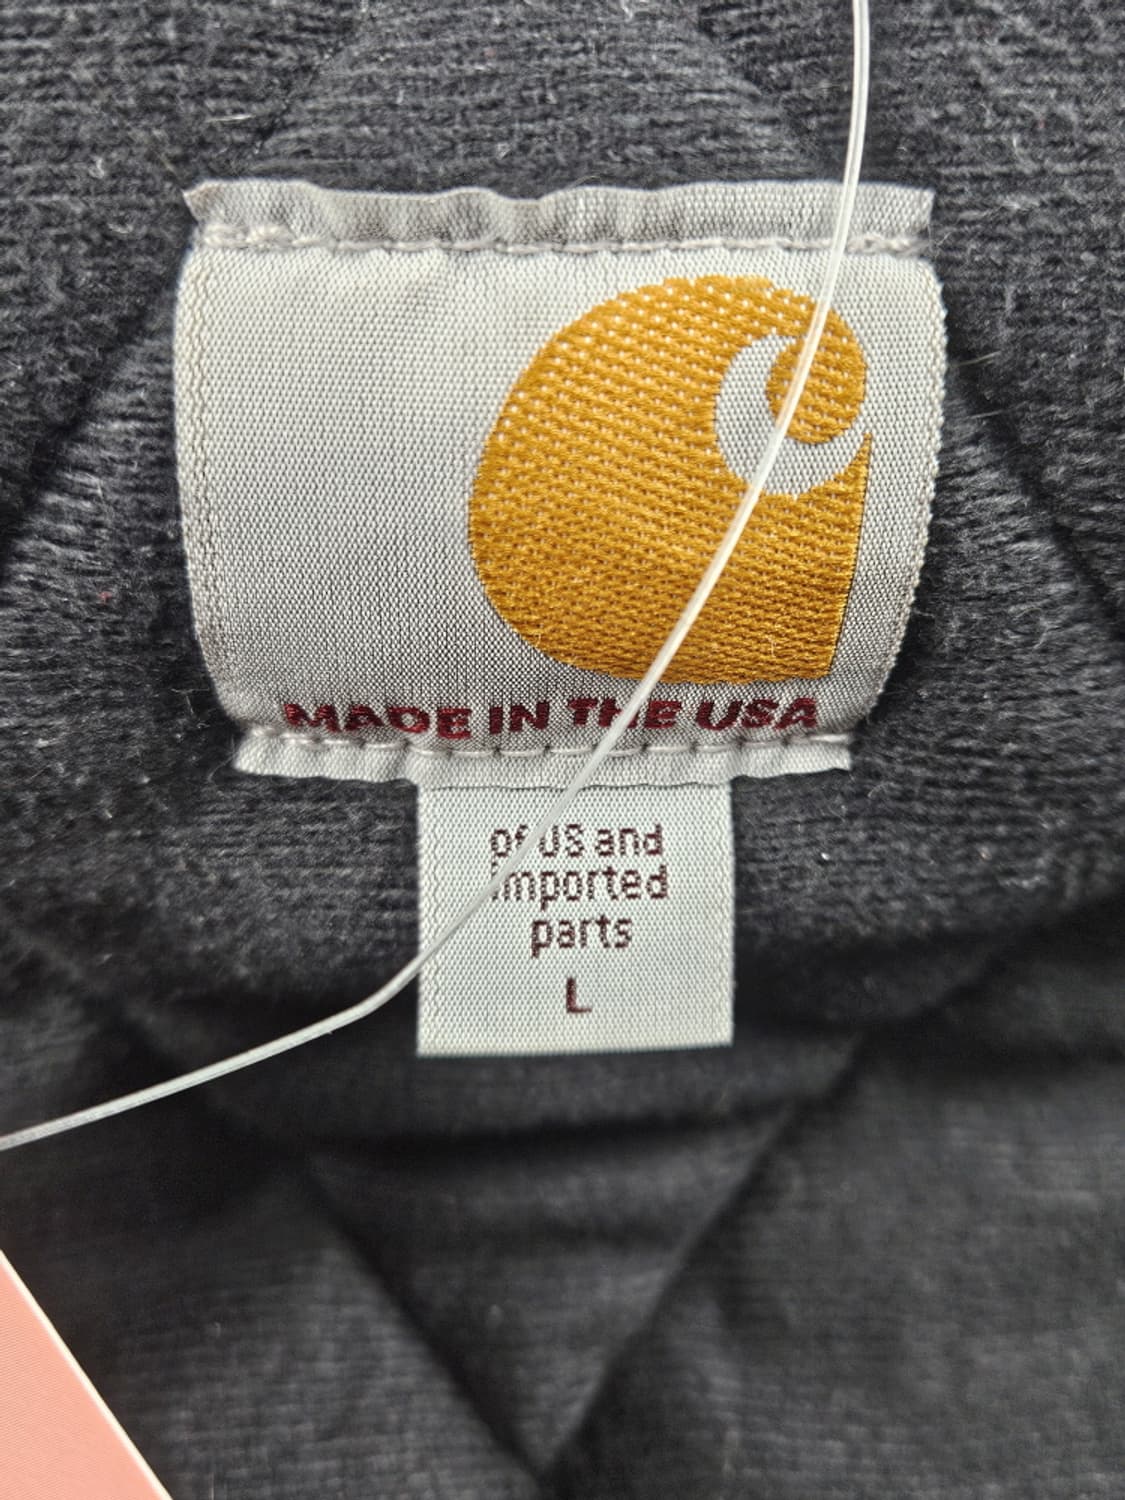 MADE IN THE USA
of US and
imported
parts
L